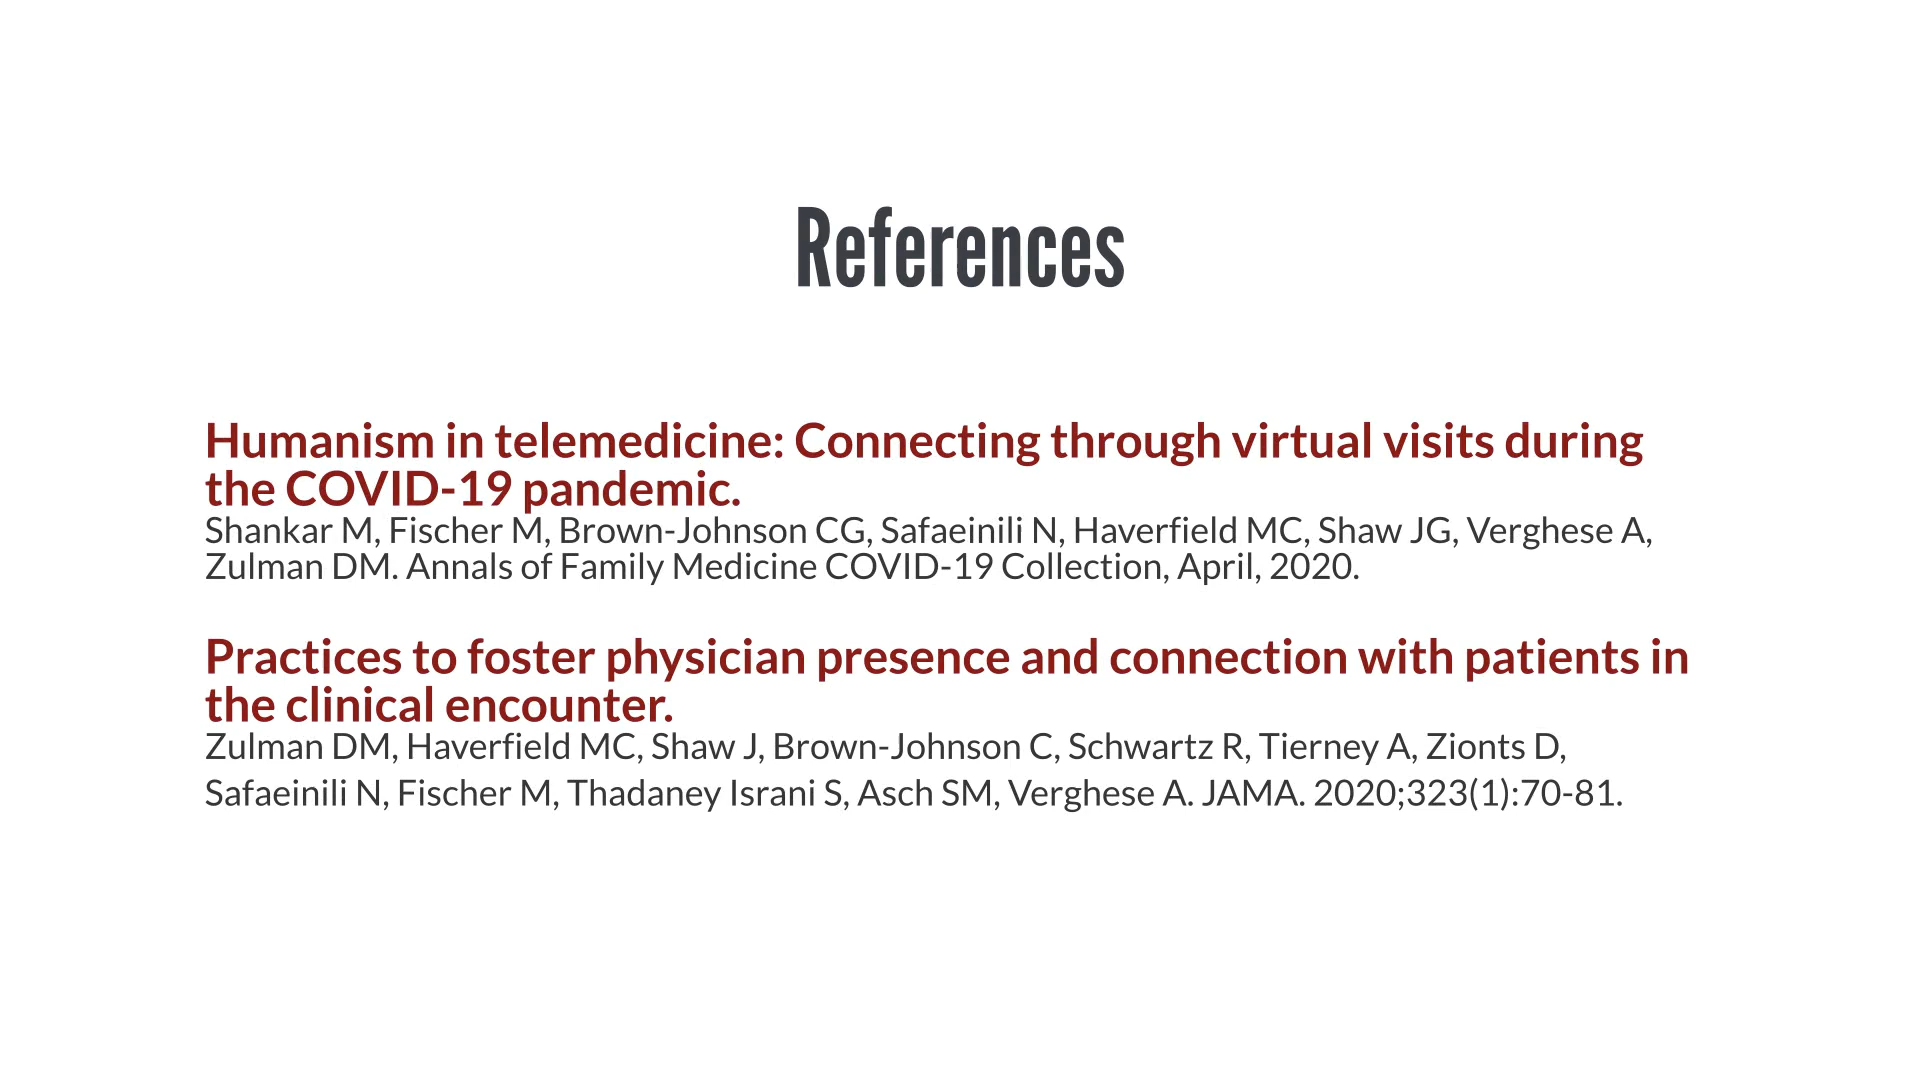 References
Humanism in telemedicine: Connecting through virtual visits during
the COVID-19 pandemic.
Shankar M, Fischer M, Brown-Johnson CG, Safaeinili N, Haverfield MC, Shaw JG, Verghese A,
Zulman DM. Annals of Family Medicine COVID-19 Collection, April, 2020.
Practices to foster physician presence and connection with patients in
the clinical encounter.
Zulman DM, Haverfield MC, Shaw J, Brown-Johnson C, Schwartz R, Tierney A, Zionts D,
Safaeinili N, Fischer M, Thadaney Israni S, Asch SM, Verghese A. JAMA. 2020;323(1):70-81.